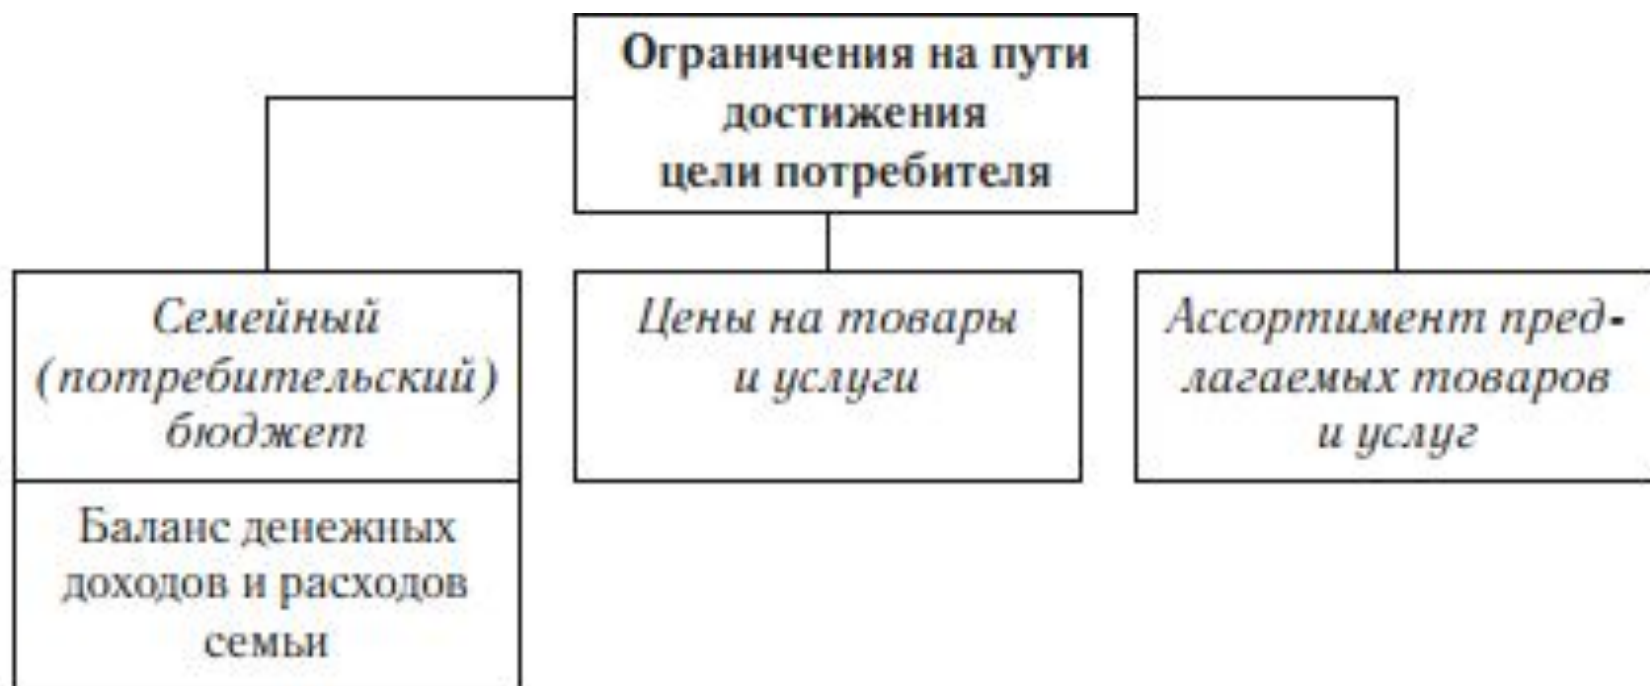 Ограничения на пути
достижения
цели потребителя
Семейный
(потребительский)
бюджет
Цены на товары
и услуги
Ассортимент пред-
лагаемых товаров
и услуг
Баланс денежных
доходов и расходов
семьи